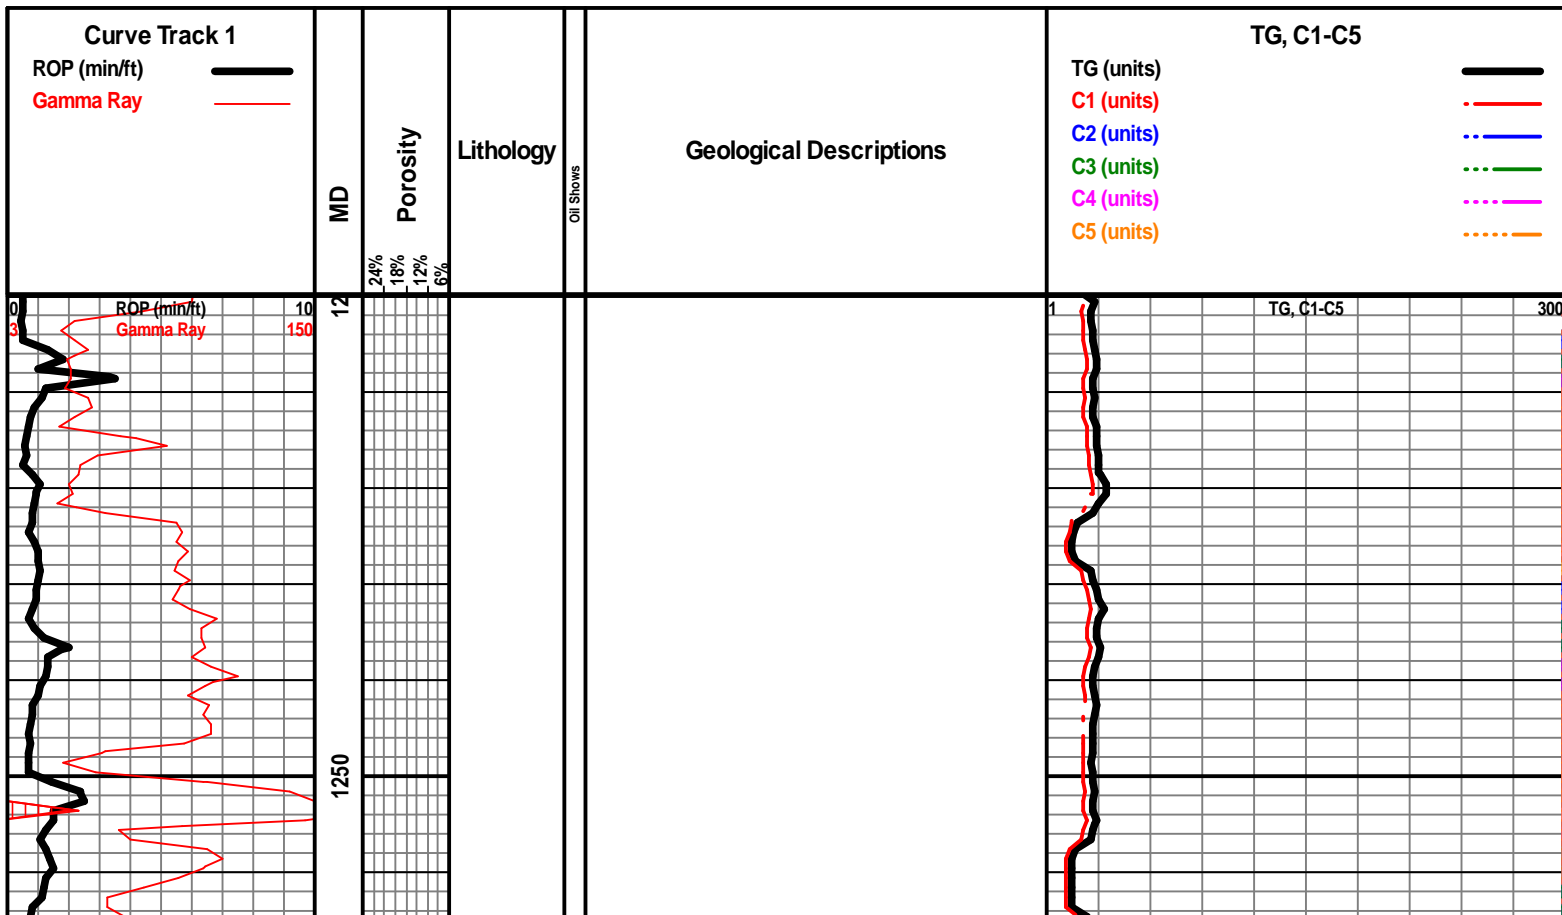 Curve Track 1
ROP (min/ft)
Gamma Ray
MD
Porosity
24%
18%
12%
6%
Lithology
Oil Shows
Geological Descriptions
TG, C1-C5
TG (units)
C1 (units)
C2 (units)
C3 (units)
C4 (units)
C5 (units)
0 ROP (min/ft) 10
3 Gamma Ray 150
12
1 TG, C1-C5 300
1250